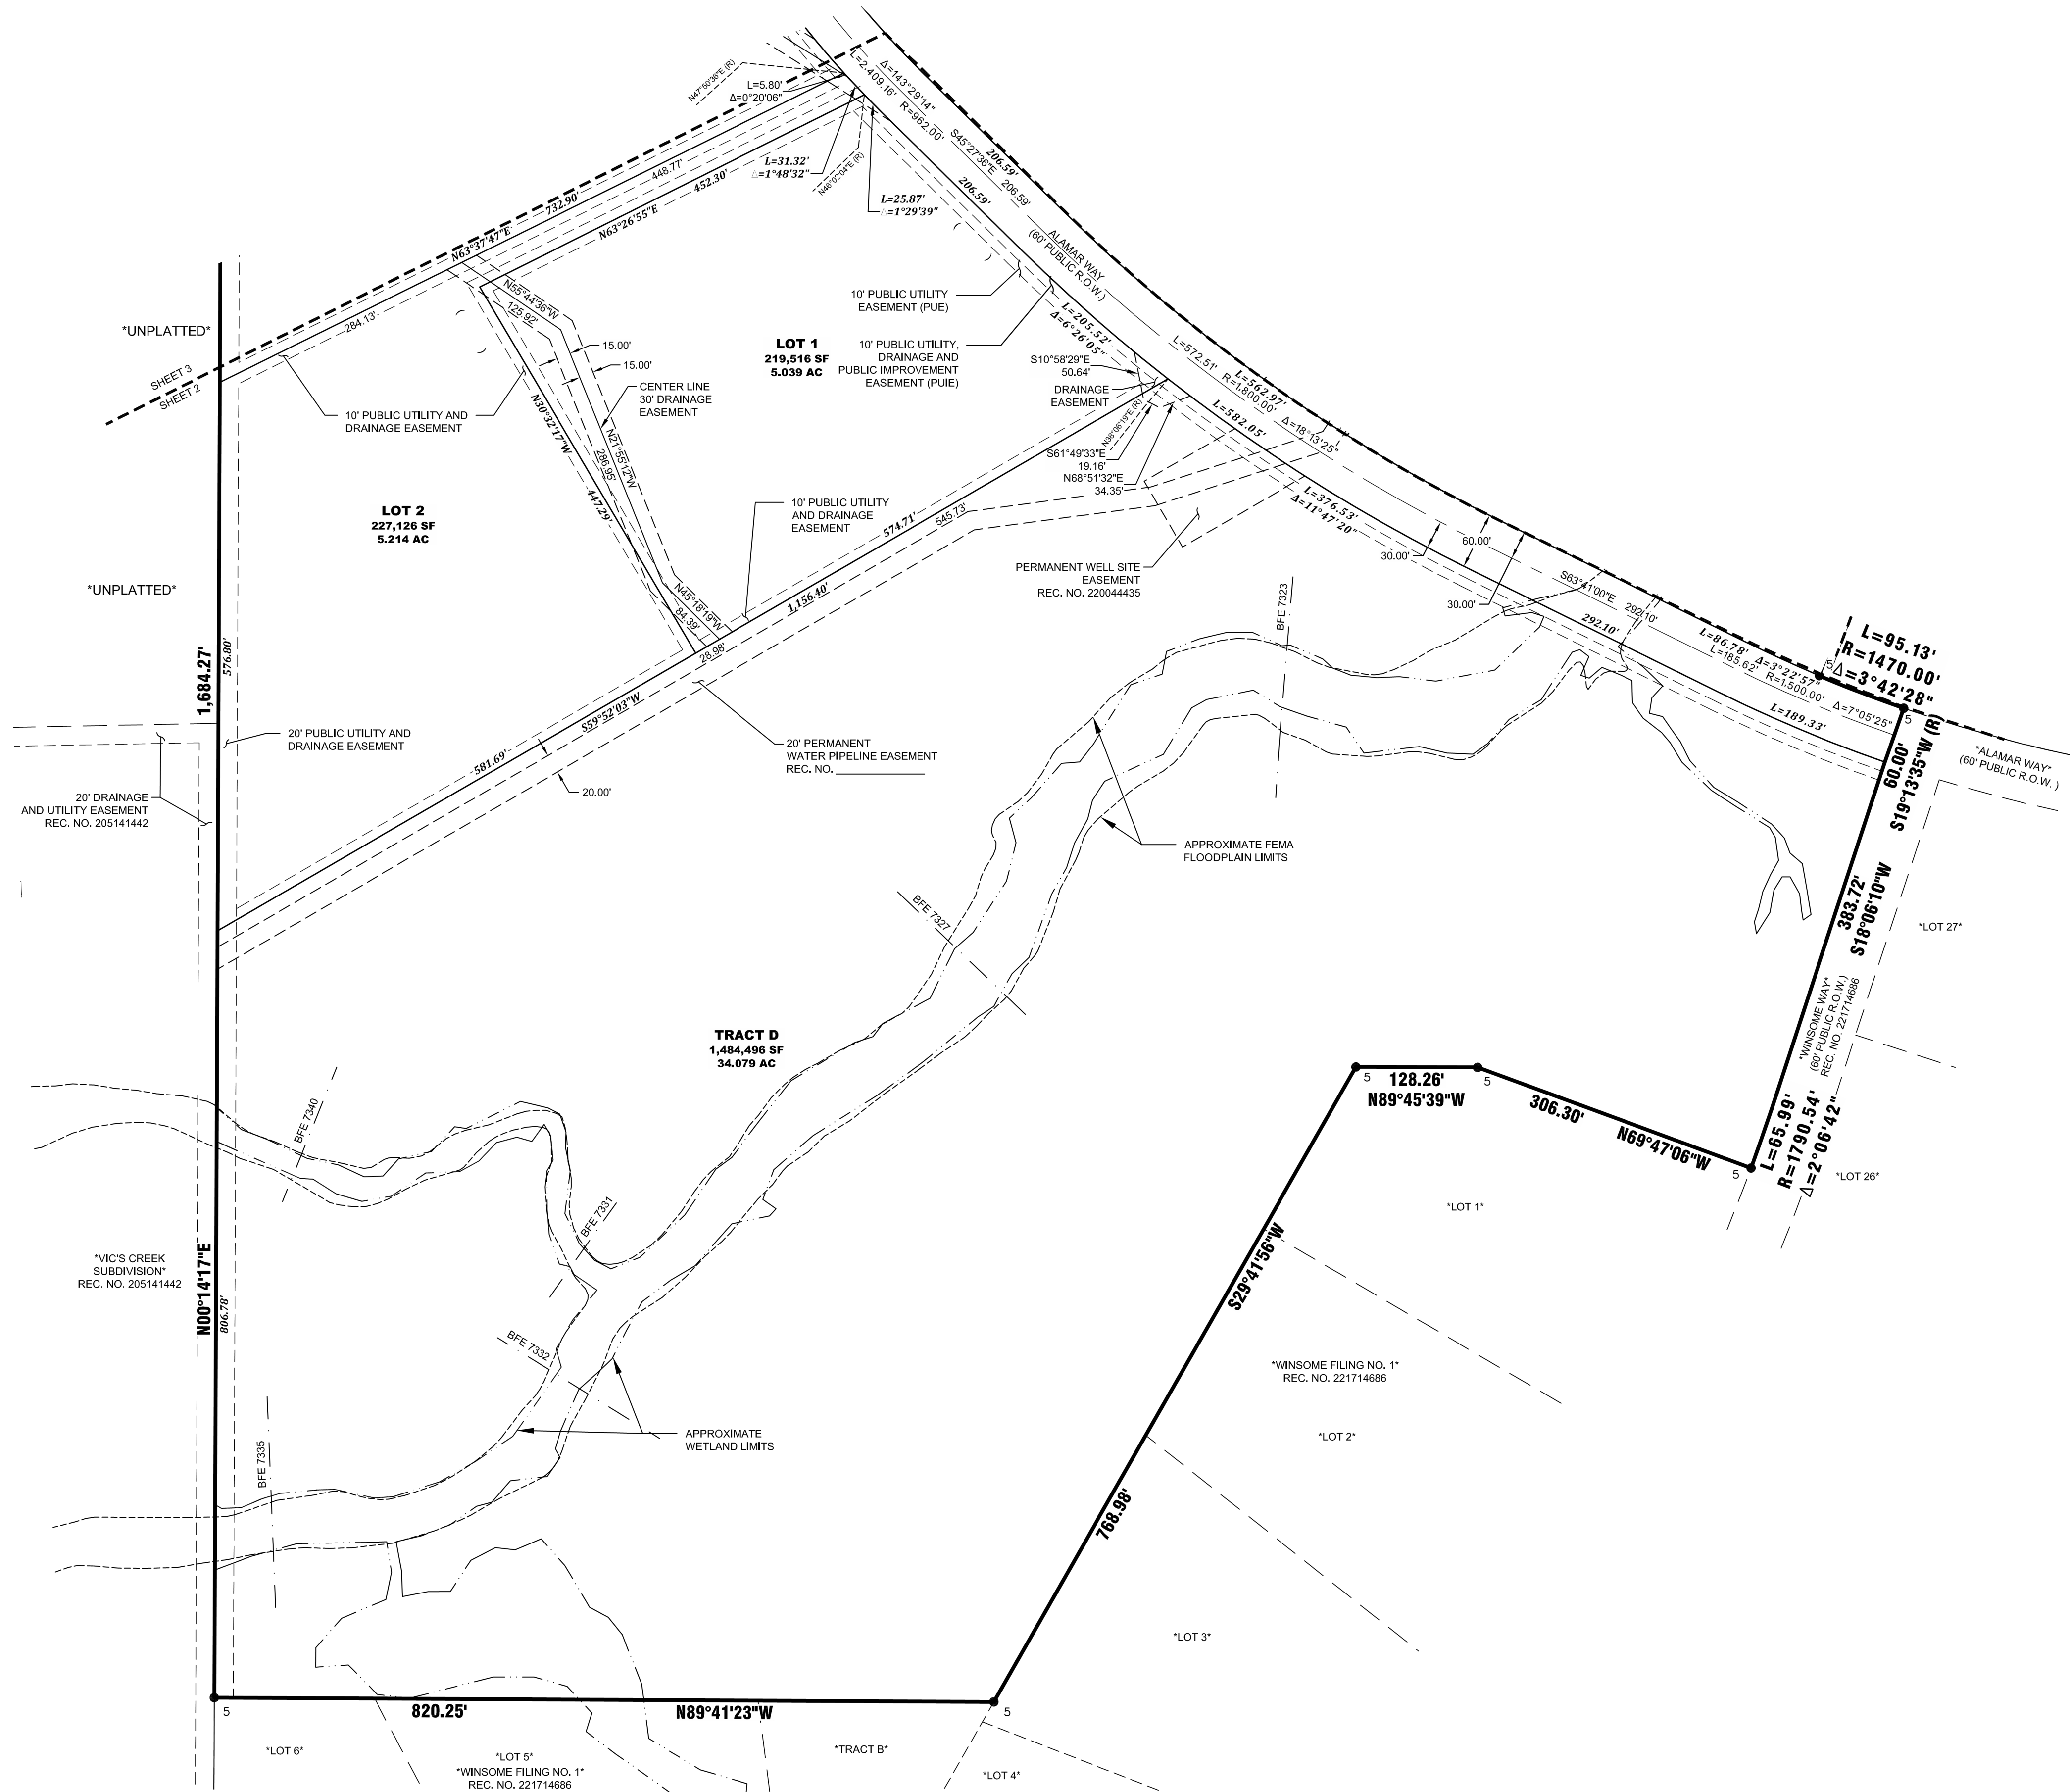 N47°50'36"E (R)
L=5.80'
Δ=0°20'06"
Δ=143°29'14"
L=2,409.16' R=962.00'
S45°27'36"E 206.59'
206.59'
206.59'
L=31.32'
Δ=1°48'32"
N46°02'04"E (R)
L=25.87'
Δ=1°29'39"
448.77'
452.30'
732.90'
N63°37'47"E
N63°26'55"E
284.13'
ALAMAR WAY
(60' PUBLIC R.O.W.)
*UNPLATTED*
SHEET 3
SHEET 2
N55°44'36"W
125.92'
10' PUBLIC UTILITY
EASEMENT (PUE)
LOT 1
219,516 SF
5.039 AC
10' PUBLIC UTILITY,
DRAINAGE AND
PUBLIC IMPROVEMENT
EASEMENT (PUIE)
L=205.52'
Δ=6°26'05"
15.00'
15.00'
CENTER LINE
30' DRAINAGE
EASEMENT
S10°58'29"E
50.64'
DRAINAGE
EASEMENT
L=572.51' R=1,800.00' Δ=18°13'25"
L=562.97'
L=582.05'
N38°06'19"E (R)
10' PUBLIC UTILITY AND
DRAINAGE EASEMENT
N30°32'17"W
447.29'
N21°55'12"W
286.95'
S61°49'33"E
19.16'
N68°51'32"E
34.35'
LOT 2
227,126 SF
5.214 AC
10' PUBLIC UTILITY
AND DRAINAGE
EASEMENT
574.71'
545.73'
L=376.53'
Δ=11°47'20"
30.00'
60.00'
30.00'
PERMANENT WELL SITE
EASEMENT
REC. NO. 220044435
*UNPLATTED*
N45°18'19"W
84.39'
28.98'
1,156.40'
BFE 7323
S63°41'00"E 292.10'
292.10'
L=86.78' Δ=3°22'57"
L=185.62' R=1,500.00' Δ=7°05'25"
L=189.33'
5
L=95.13'
R=1470.00'
Δ=3°42'28"
5
1,684.27'
576.80'
S59°52'03"W
581.69'
20' PUBLIC UTILITY AND
DRAINAGE EASEMENT
20' PERMANENT
WATER PIPELINE EASEMENT
REC. NO.
20.00'
60.00'
S19°13'35"W (R)
*ALAMAR WAY*
(60' PUBLIC R.O.W. )
20' DRAINAGE
AND UTILITY EASEMENT
REC. NO. 205141442
APPROXIMATE FEMA
FLOODPLAIN LIMITS
BFE 7327
383.72'
S18°06'10"W
*LOT 27*
*WINSOME WAY*
(60' PUBLIC R.O.W.)
REC. NO. 221714686
TRACT D
1,484,496 SF
34.079 AC
5
128.26'
N89°45'39"W
5
306.30'
N69°47'06"W
5
L=65.99'
R=1790.54'
Δ=2°06'42"
*LOT 26*
BFE 7340
*LOT 1*
BFE 7331
*VIC'S CREEK
SUBDIVISION*
REC. NO. 205141442
N00°14'17"E
806.78'
S29°41'56"W
BFE 7332
*WINSOME FILING NO. 1*
REC. NO. 221714686
*LOT 2*
APPROXIMATE
WETLAND LIMITS
BFE 7335
768.98'
*LOT 3*
5
820.25'
N89°41'23"W
5
*LOT 6*
*LOT 5*
*WINSOME FILING NO. 1*
REC. NO. 221714686
*TRACT B*
*LOT 4*